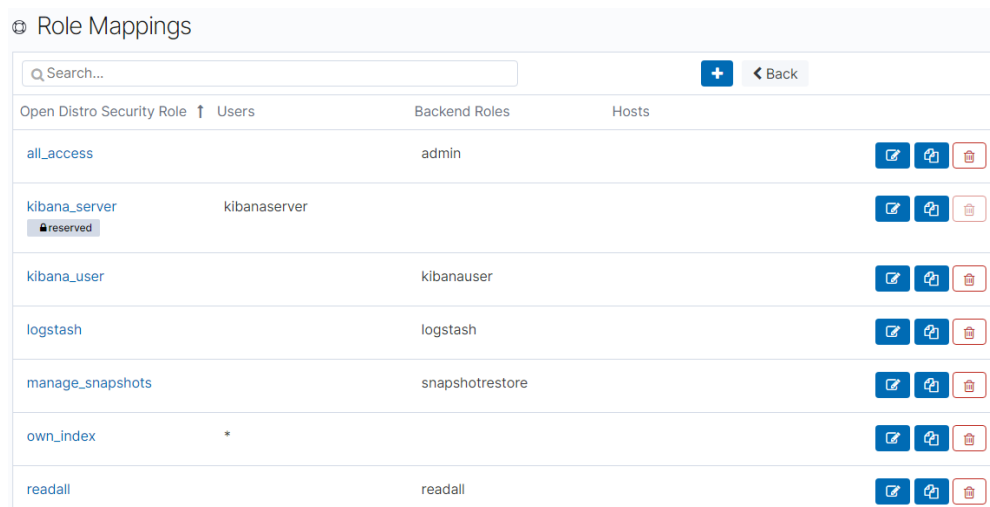 Role Mappings
Search...
Back
Open Distro Security Role Users Backend Roles Hosts
all_access admin
kibana_server kibanaserver
reserved
kibana_user kibanauser
logstash logstash
manage_snapshots snapshotrestore
own_index *
readall readall